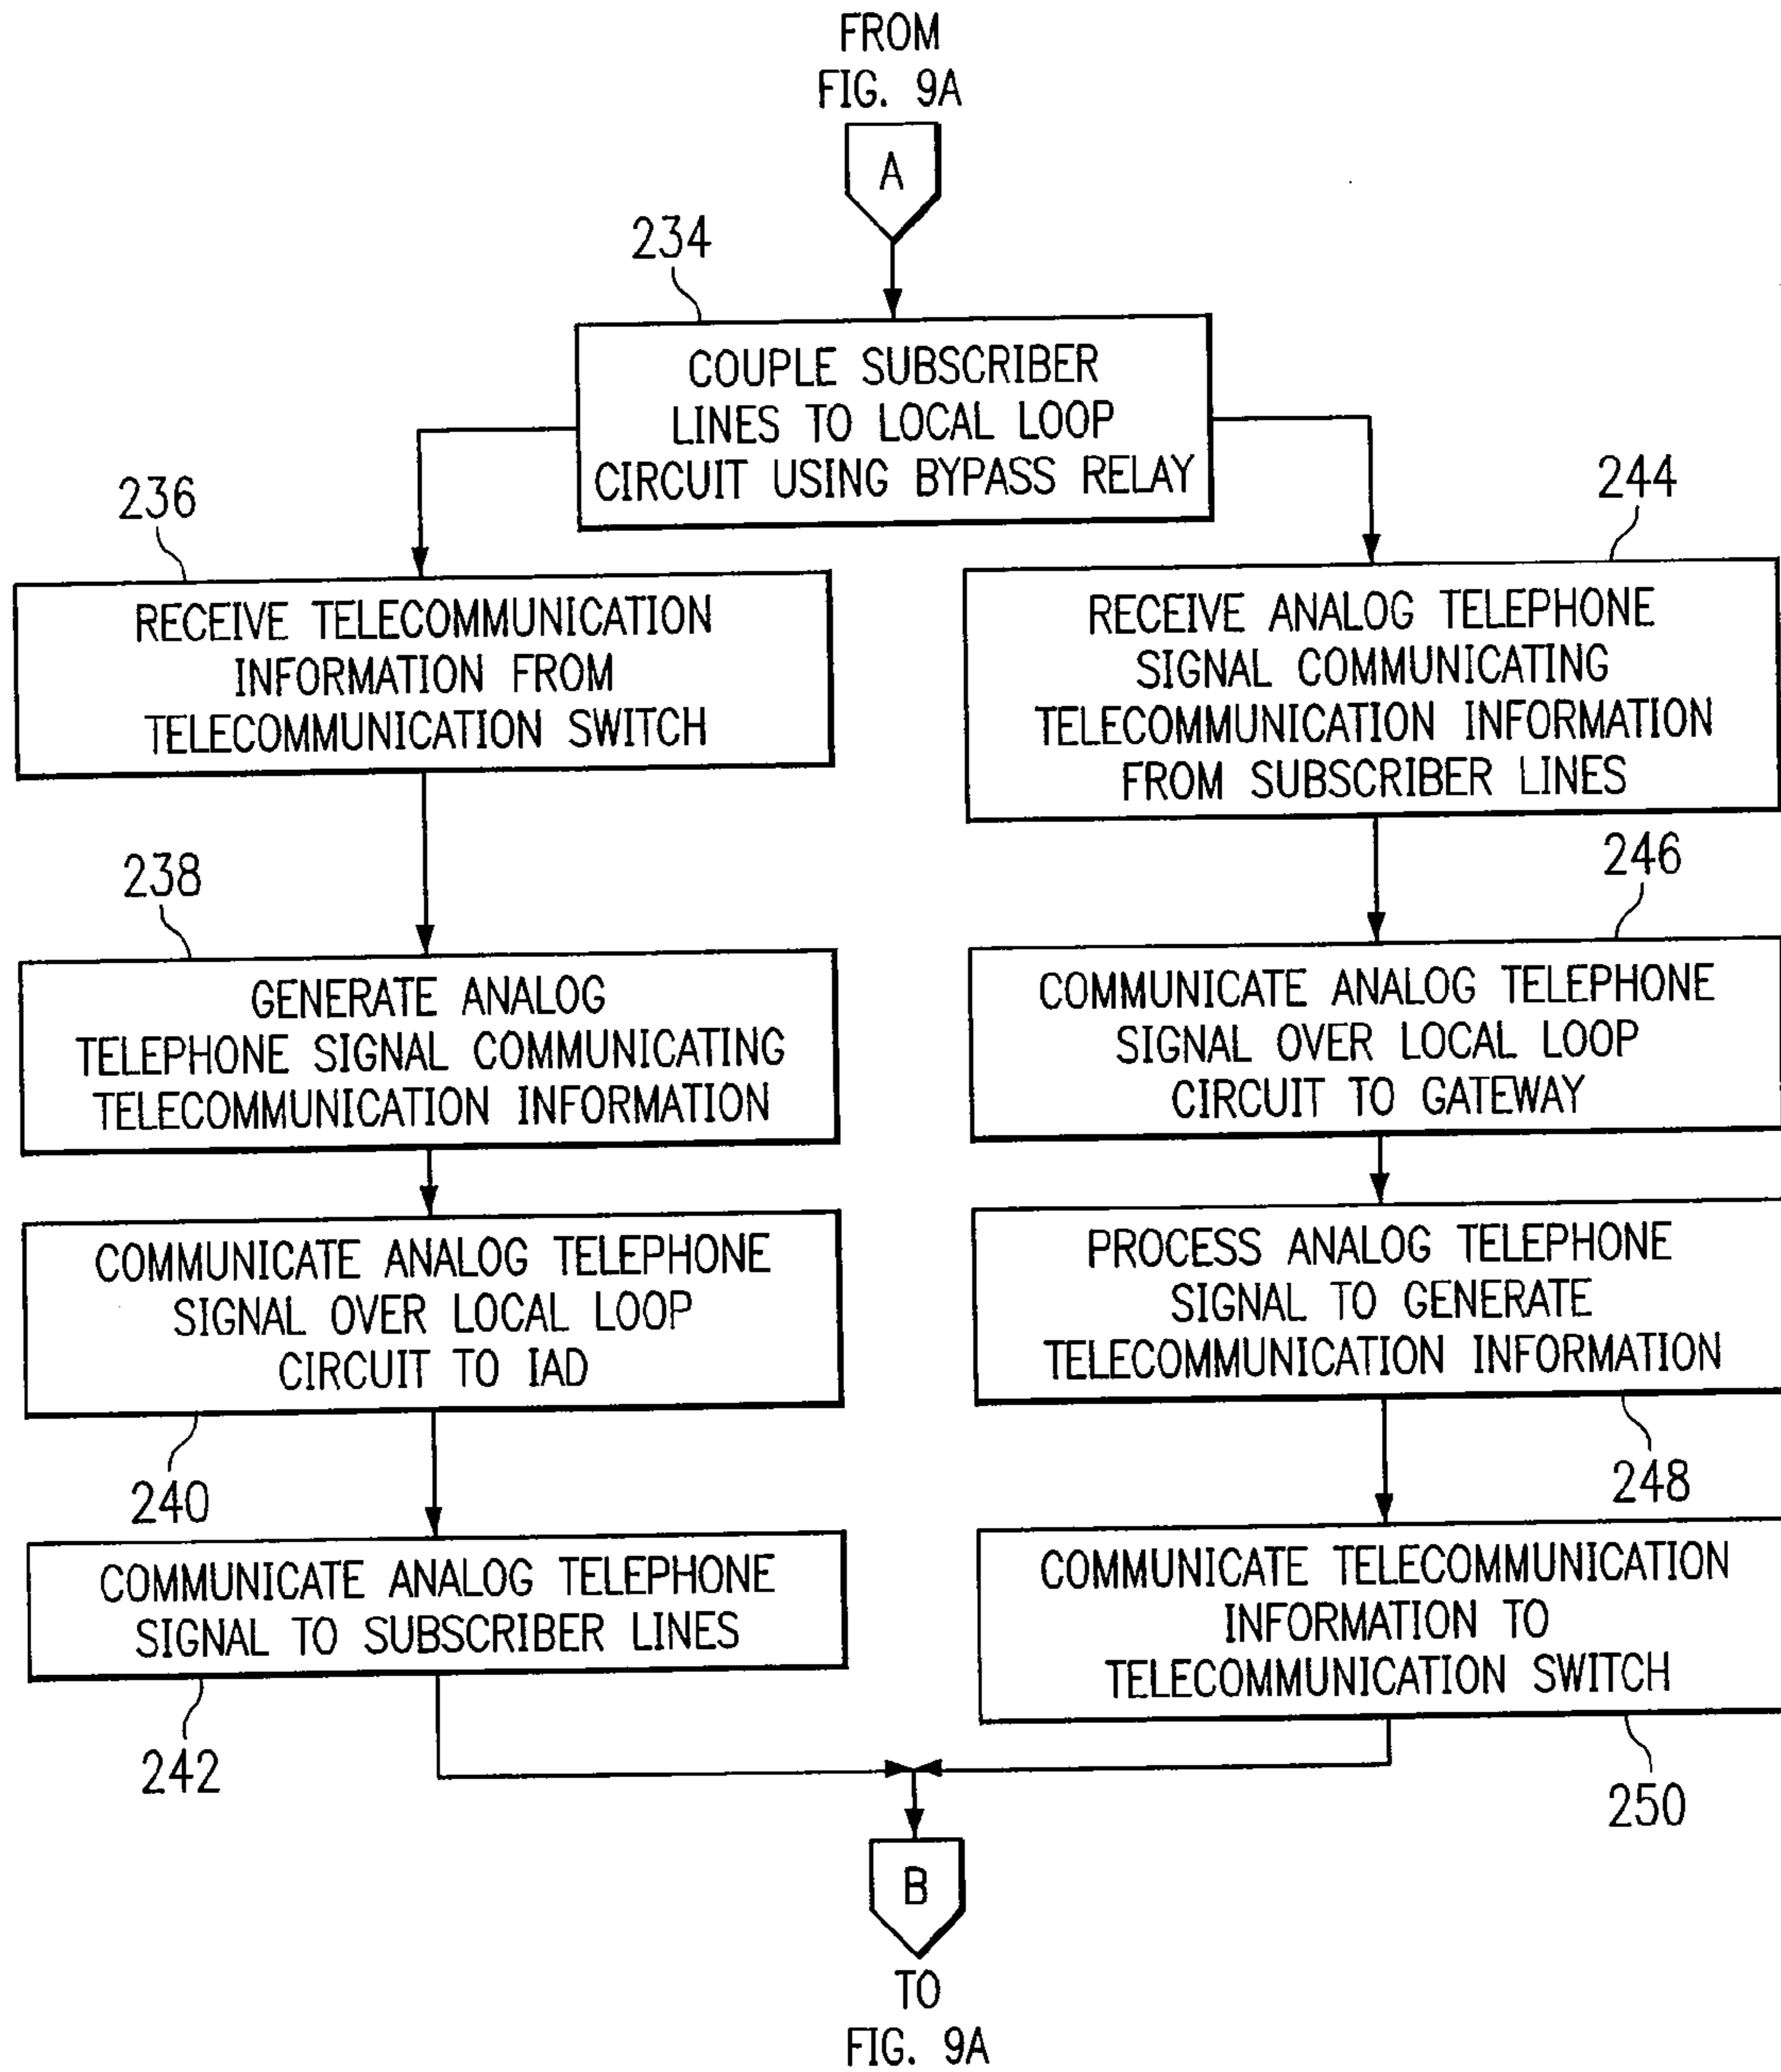 FROM
FIG. 9A
A
234
COUPLE SUBSCRIBER
LINES TO LOCAL LOOP
CIRCUIT USING BYPASS RELAY
236
RECEIVE TELECOMMUNICATION
INFORMATION FROM
TELECOMMUNICATION SWITCH
238
GENERATE ANALOG
TELEPHONE SIGNAL COMMUNICATING
TELECOMMUNICATION INFORMATION
COMMUNICATE ANALOG TELEPHONE
SIGNAL OVER LOCAL LOOP
CIRCUIT TO IAD
240
COMMUNICATE ANALOG TELEPHONE
SIGNAL TO SUBSCRIBER LINES
242
244
RECEIVE ANALOG TELEPHONE
SIGNAL COMMUNICATING
TELECOMMUNICATION INFORMATION
FROM SUBSCRIBER LINES
246
COMMUNICATE ANALOG TELEPHONE
SIGNAL OVER LOCAL LOOP
CIRCUIT TO GATEWAY
PROCESS ANALOG TELEPHONE
SIGNAL TO GENERATE
TELECOMMUNICATION INFORMATION
248
COMMUNICATE TELECOMMUNICATION
INFORMATION TO
TELECOMMUNICATION SWITCH
250
B
TO
FIG. 9A